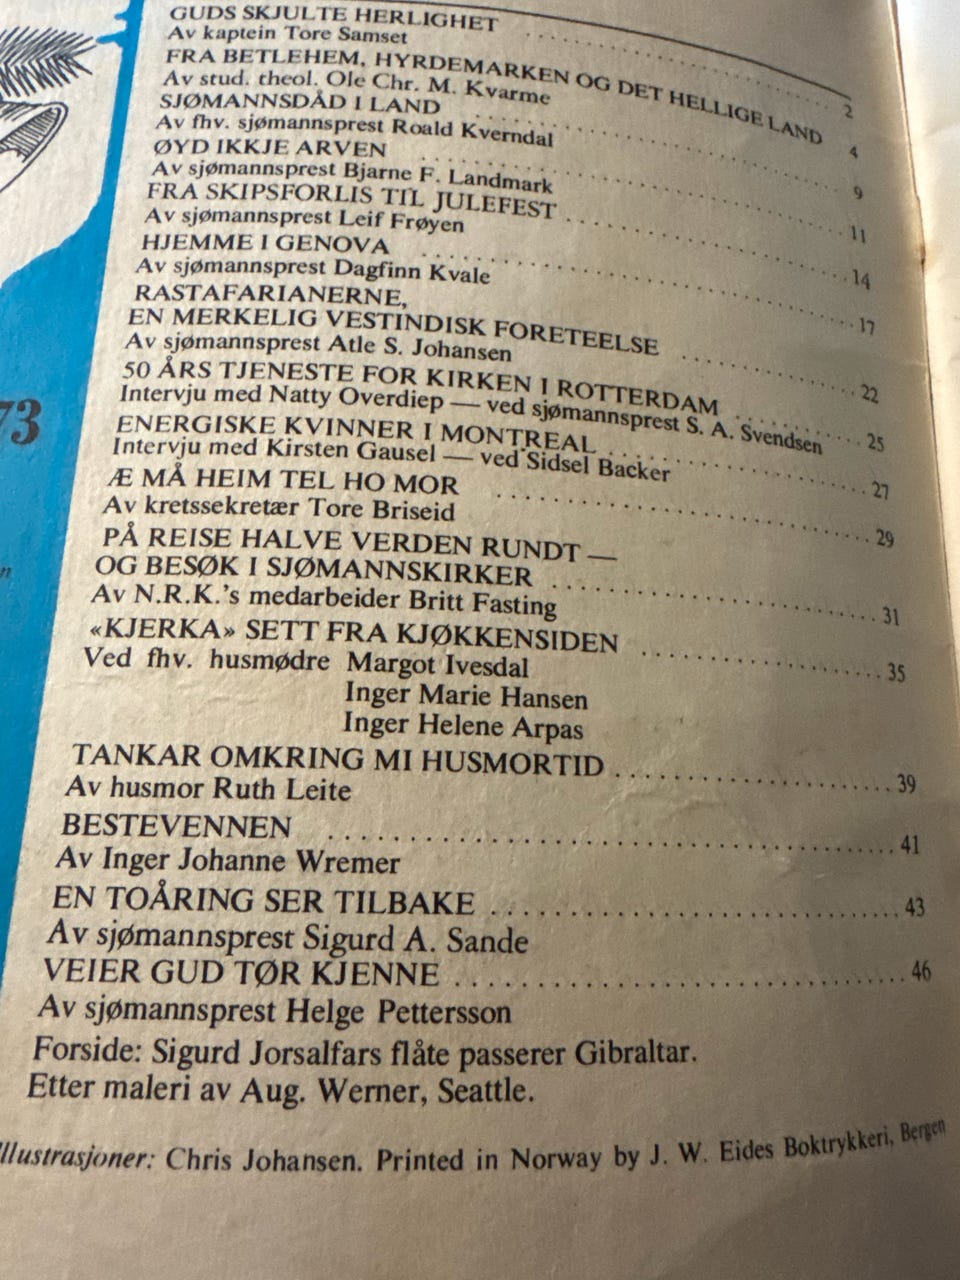 GUDS SKJULTE HERLIGHET ........ 2
Av kaptein Tore Samset
FRA BETLEHEM, HYRDEMARKEN OG DET HELLIGE LAND 4
Av stud. theol. Ole Chr. M. Kvarme
SJØMANNSDÅD I LAND ........ 9
Av fhv. sjømannsprest Roald Kverndal
ØYD IKKJE ARVEN ........ 11
Av sjømannsprest Bjarne F. Landmark
FRA SKIPSFORLIS TIL JULEFEST ........ 14
Av sjømannsprest Leif Frøyen
HJEMME I GENOVA ........ 17
Av sjømannsprest Dagfinn Kvale
RASTAFARIANERNE,
EN MERKELIG VESTINDISK FORETEELSE ........ 22
Av sjømannsprest Atle S. Johansen
50 ÅRS TJENESTE FOR KIRKEN I ROTTERDAM ........ 25
Intervju med Natty Overdiep — ved sjømannsprest S. A. Svendsen
ENERGISKE KVINNER I MONTREAL ........ 27
Intervju med Kirsten Gausel — ved Sidsel Backer
Æ MÅ HEIM TEL HO MOR ........ 29
Av kretssekretær Tore Briseid
PÅ REISE HALVE VERDEN RUNDT —
OG BESØK I SJØMANNSKIRKER ........ 31
Av N.R.K.'s medarbeider Britt Fasting
«KJERKA» SETT FRA KJØKKENSIDEN ........ 35
Ved fhv. husmødre Margot Ivesdal
Inger Marie Hansen
Inger Helene Arpas
TANKAR OMKRING MI HUSMORTID ........ 39
Av husmor Ruth Leite
BESTEVENNEN ........ 41
Av Inger Johanne Wremer
EN TOÅRING SER TILBAKE ........ 43
Av sjømannsprest Sigurd A. Sande
VEIER GUD TØR KJENNE ........ 46
Av sjømannsprest Helge Pettersson
Forside: Sigurd Jorsalfars flåte passerer Gibraltar.
Etter maleri av Aug. Werner, Seattle.
Illustrasjoner: Chris Johansen. Printed in Norway by J. W. Eides Boktrykkeri, Bergen
73